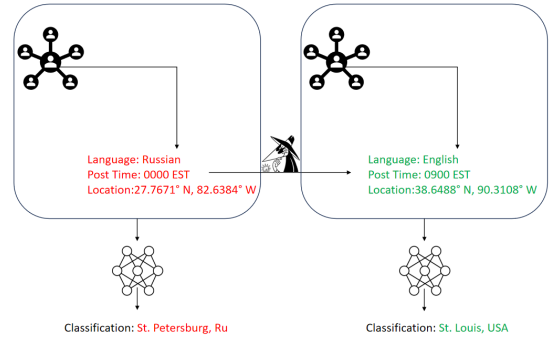 Language: Russian
Post Time: 0000 EST
Location:27.7671° N, 82.6384° W
Language: English
Post Time: 0900 EST
Location:38.6488° N, 90.3108° W
Classification: St. Petersburg, Ru
Classification: St. Louis, USA